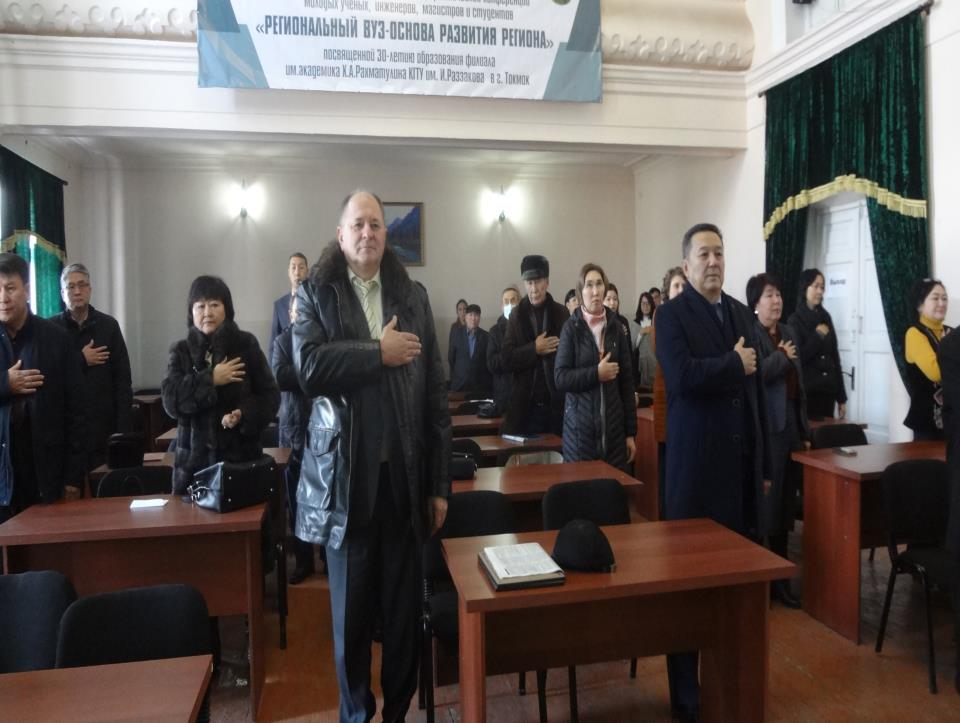 молодых ученых, инженеров, магистров и студентов
«РЕГИОНАЛЬНЫЙ ВУЗ-ОСНОВА РАЗВИТИЯ РЕГИОНА»
посвященной 30-летию образования филиала
им.академика Х.А.Рахматулина КГТУ им. И.Раззакова в г. Токмок